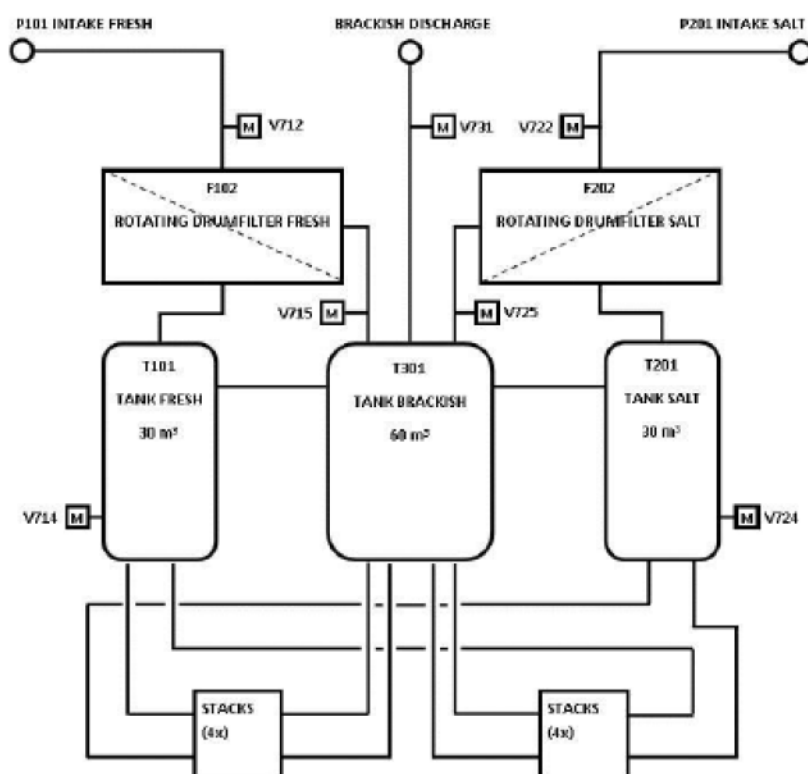 P101 INTAKE FRESH
BRACKISH DISCHARGE
P201 INTAKE SALT
M V712
M V731
V722 M
F102
ROTATING DRUMFILTER FRESH
F202
ROTATING DRUMFILTER SALT
V715 M
M V725
T101
TANK FRESH
30 m³
T301
TANK BRACKISH
60 m³
T201
TANK SALT
30 m³
V714 M
M V724
STACKS
(4x)
STACKS
(4x)